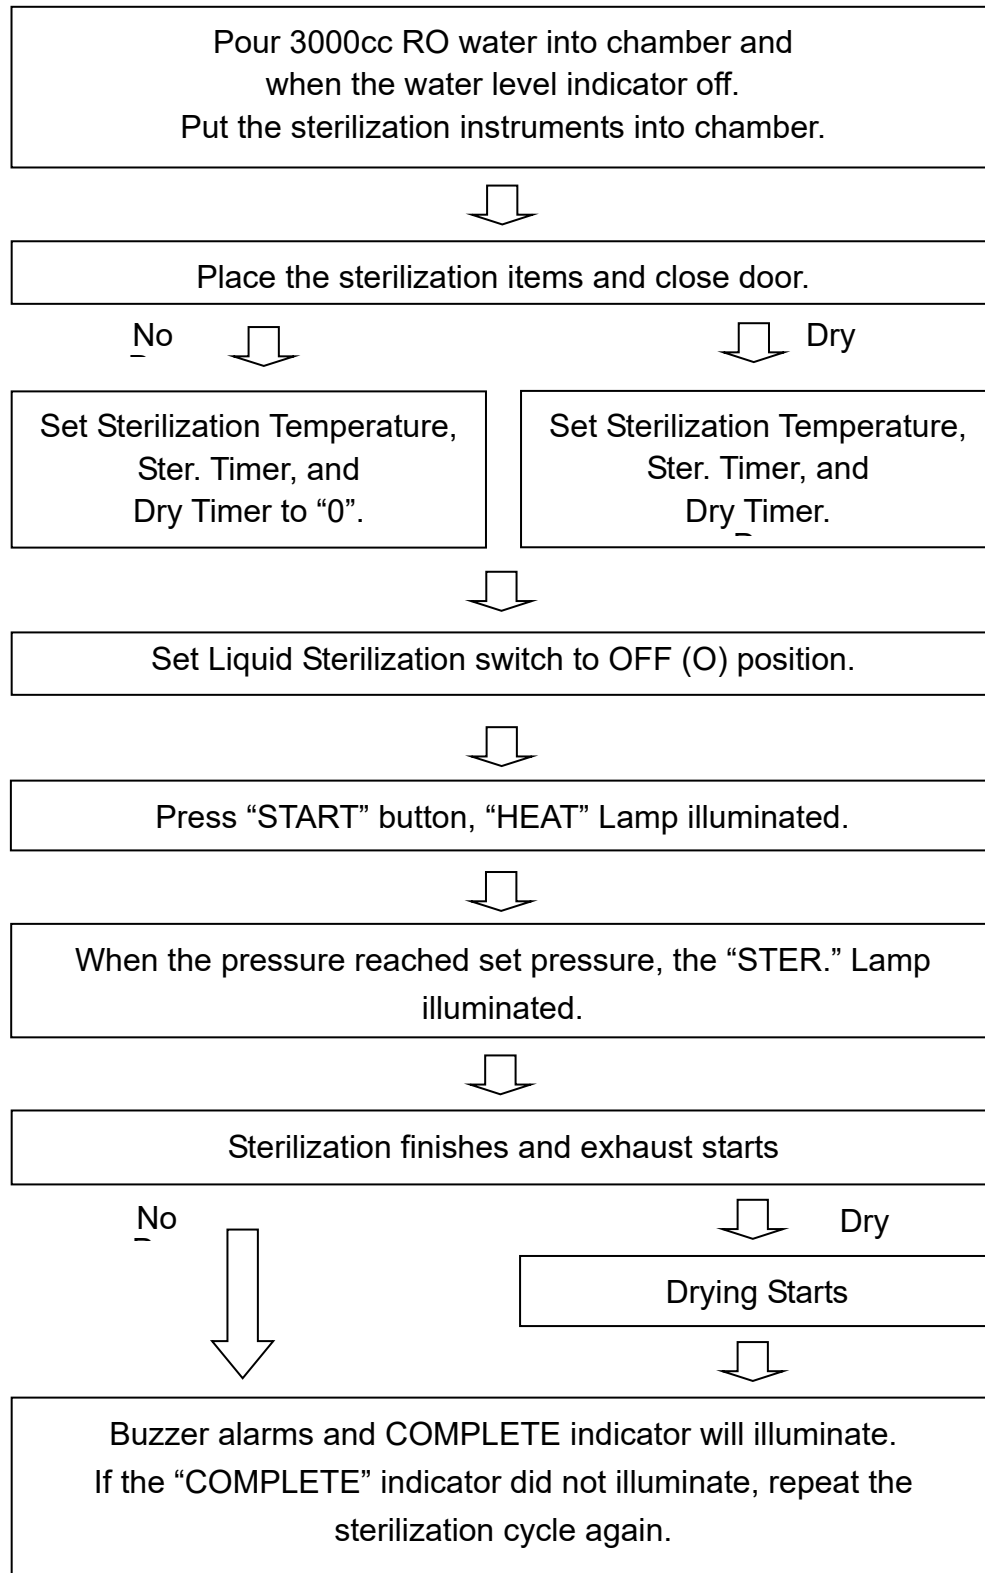 Pour 3000cc RO water into chamber and
when the water level indicator off.
Put the sterilization instruments into chamber.
Place the sterilization items and close door.
No
Dry
Set Sterilization Temperature,
Ster. Timer, and
Dry Timer to “0”.
Set Sterilization Temperature,
Ster. Timer, and
Dry Timer.
Set Liquid Sterilization switch to OFF (O) position.
Press “START” button, “HEAT” Lamp illuminated.
When the pressure reached set pressure, the “STER.” Lamp
illuminated.
Sterilization finishes and exhaust starts
No
Dry
Drying Starts
Buzzer alarms and COMPLETE indicator will illuminate.
If the “COMPLETE” indicator did not illuminate, repeat the
sterilization cycle again.